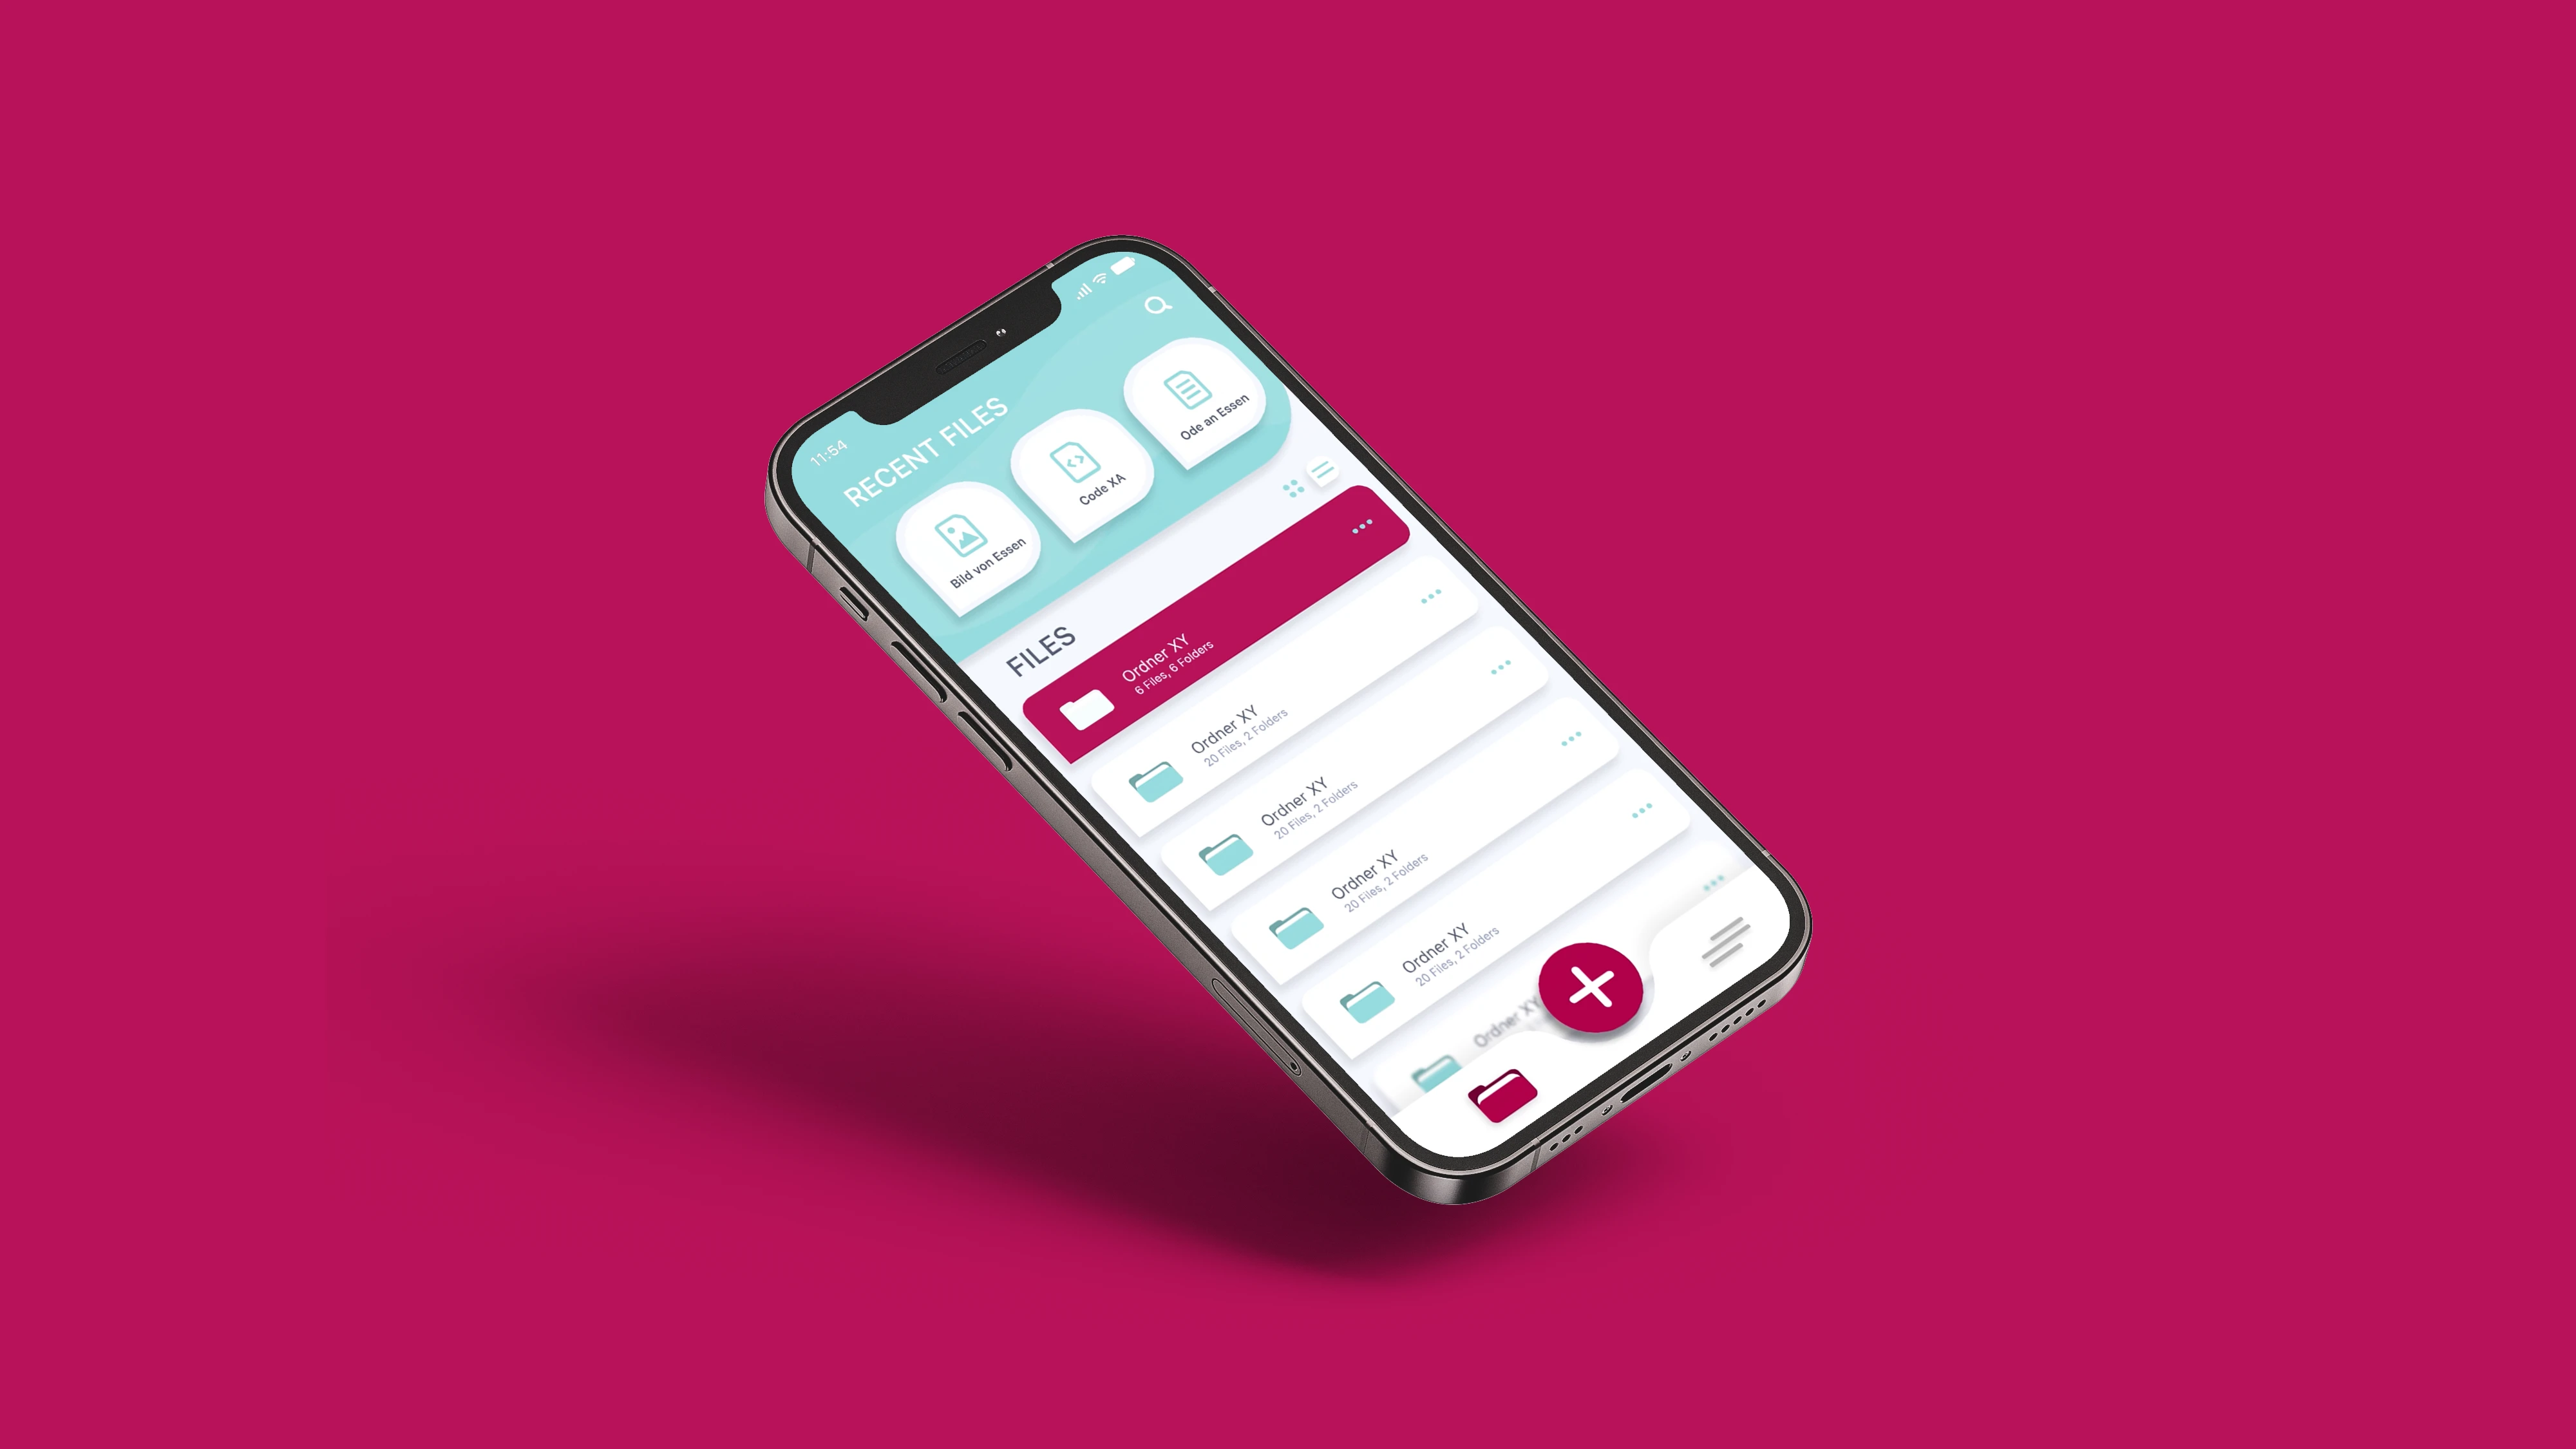 11:54
RECENT FILES
Bild von Essen
Code XA
Ode an Essen
FILES
Ordner XY
6 Files, 6 Folders
Ordner XY
20 Files, 2 Folders
Ordner XY
20 Files, 2 Folders
Ordner XY
20 Files, 2 Folders
Ordner XY
20 Files, 2 Folders
Ordner XY